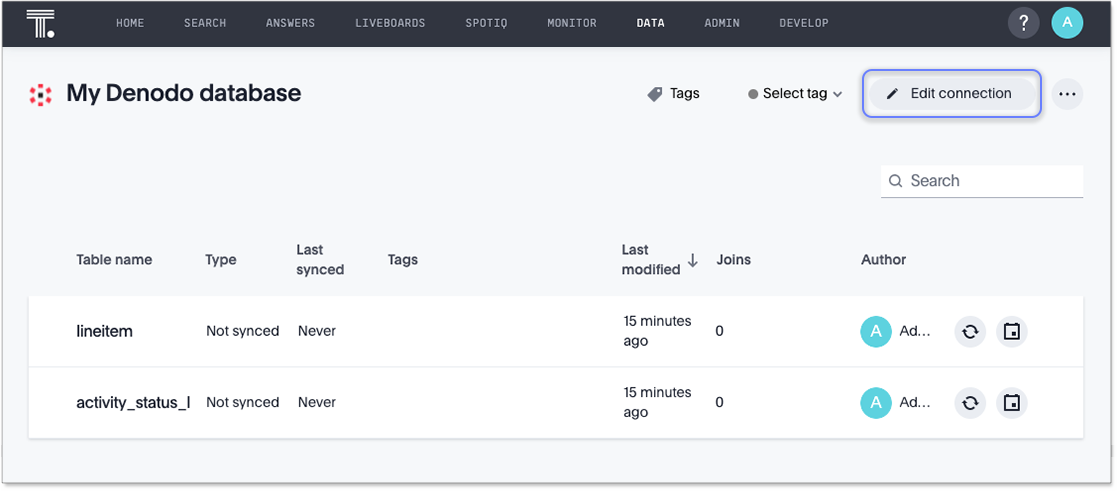 HOME SEARCH ANSWERS LIVEBOARDS SPOTIQ MONITOR DATA ADMIN DEVELOP ? A
My Denodo database Tags Select tag Edit connection ...
Search
Table name Type Last synced Tags Last modified Joins Author
lineitem Not synced Never 15 minutes ago 0 A Ad...
activity_status_l Not synced Never 15 minutes ago 0 A Ad...